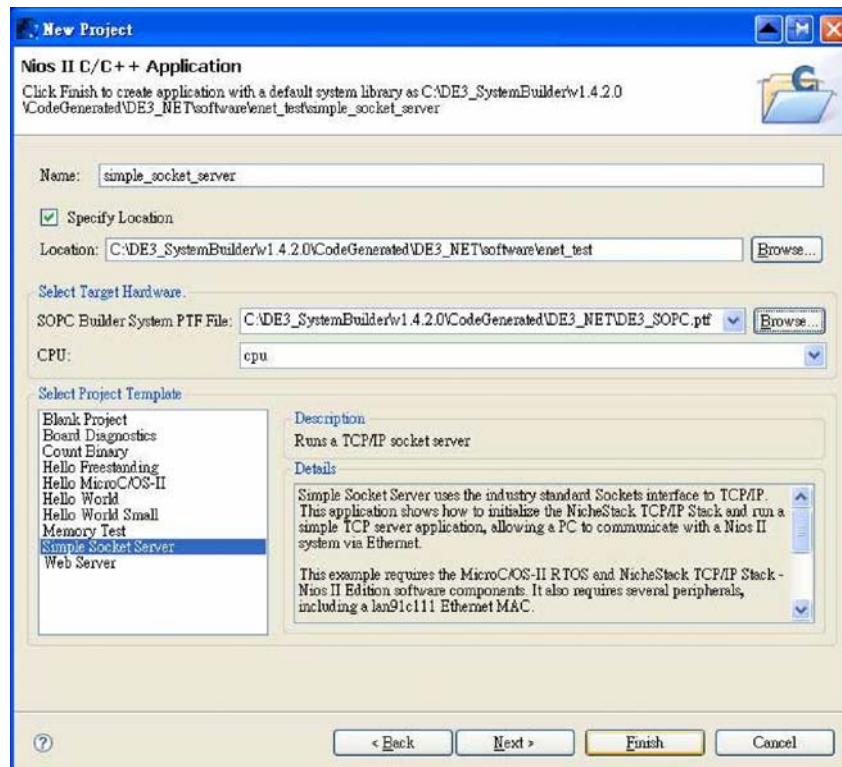 New Project
Nios II C/C++ Application
Click Finish to create application with a default system library as C:\DE3_SystemBuilder\v1.4.2.0
\CodeGenerated\DE3_NET\software\enet_test\simple_socket_server
Name: simple_socket_server
Specify Location
Location: C:\DE3_SystemBuilder\v1.4.2.0\CodeGenerated\DE3_NET\software\enet_test Browse...
Select Target Hardware.
SOPC Builder System PTF File: C:\DE3_SystemBuilder\v1.4.2.0\CodeGenerated\DE3_NET\DE3_SOPC.ptf Browse...
CPU: cpu
Select Project Template
Blank Project
Board Diagnostics
Count Binary
Hello Freestanding
Hello MicroC/OS-II
Hello World
Hello World Small
Memory Test
Simple Socket Server
Web Server
Description
Runs a TCP/IP socket server
Details
Simple Socket Server uses the industry standard Sockets interface to TCP/IP.
This application shows how to initialize the NicheStack TCP/IP Stack and run a
simple TCP server application, allowing a PC to communicate with a Nios II
system via Ethernet.
This example requires the MicroC/OS-II RTOS and NicheStack TCP/IP Stack -
Nios II Edition software components. It also requires several peripherals,
including a lan91c111 Ethernet MAC.
? < Back Next > Finish Cancel